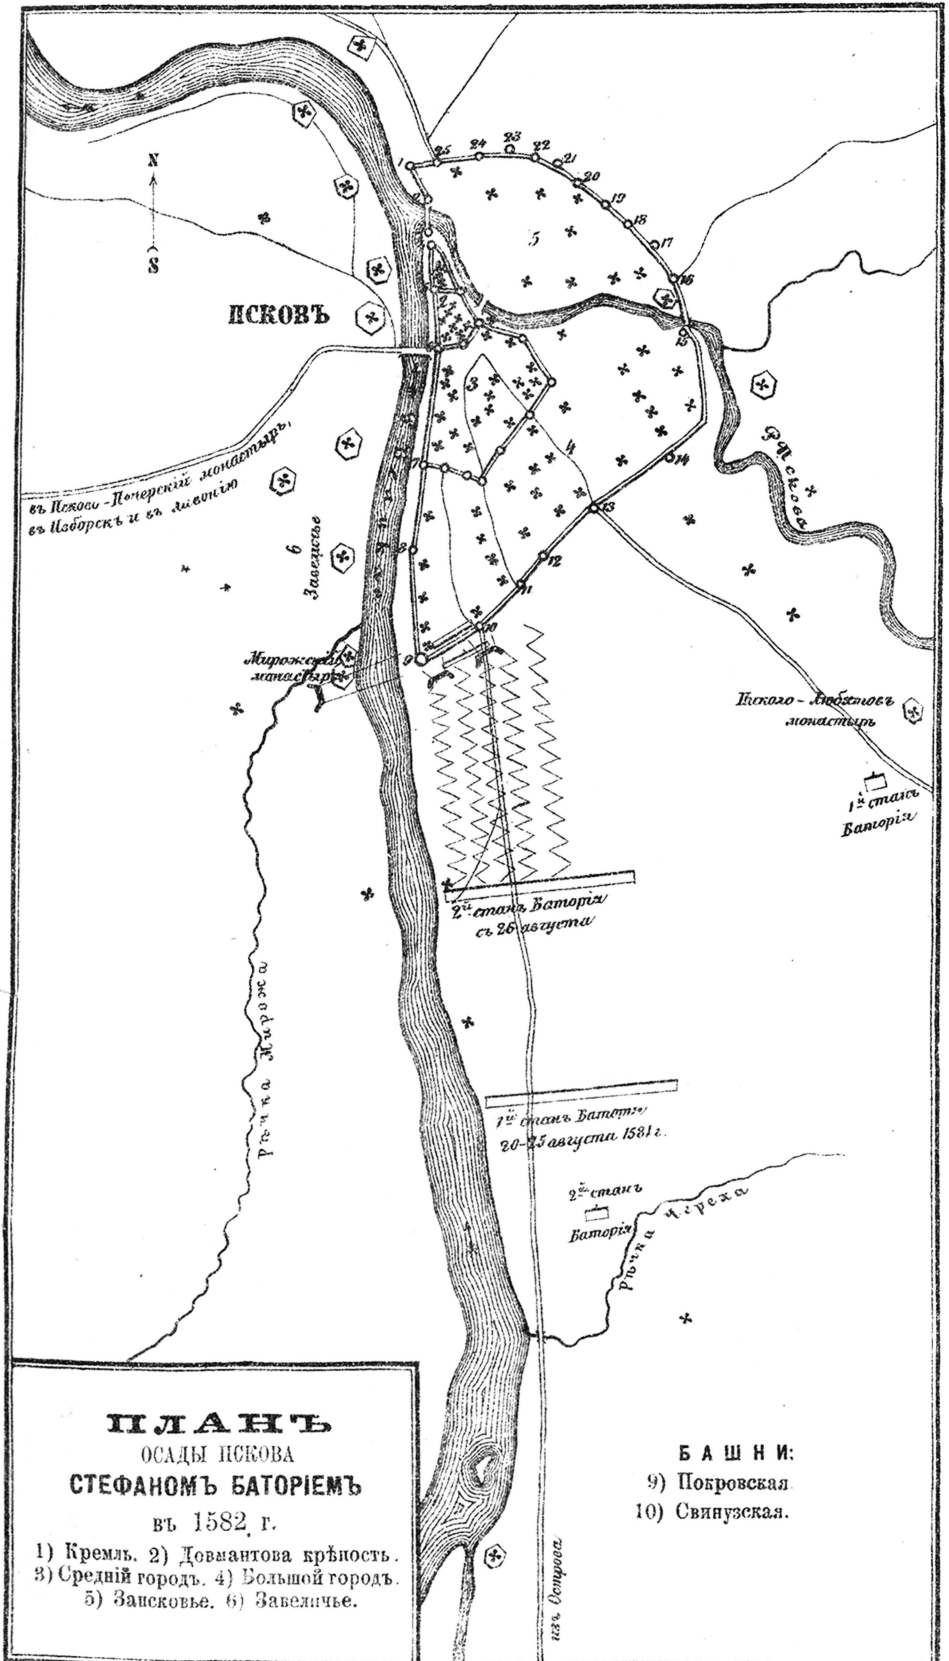 N
S
ПСКОВЪ
1
25
24
23
22
21
20
19
18
17
16
15
5
3
4
14
13
12
11
10
7
8
9
въ Псково-Печерскій монастырь,
въ Изборскъ и въ Ливонію
6
Завеличье
р. Пскова
Мирожскій
монастырь
Николо-Любятовъ
монастырь
1й станъ
Баторія
2й станъ Баторія
съ 26 августа
Рѣчка Мирожа
1й станъ Баторія
20-25 августа 1581 г.
2й станъ
Баторія
Рѣчка Череха
изъ Острова
ПЛАНЪ
ОСАДЫ ПСКОВА
СТЕФАНОМЪ БАТОРІЕМЪ
въ 1582 г.
1) Кремль. 2) Довмантова крѣпость.
3) Средній городъ. 4) Большой городъ.
5) Запсковье. 6) Завеличье.
БАШНИ:
9) Покровская
10) Свинузская.